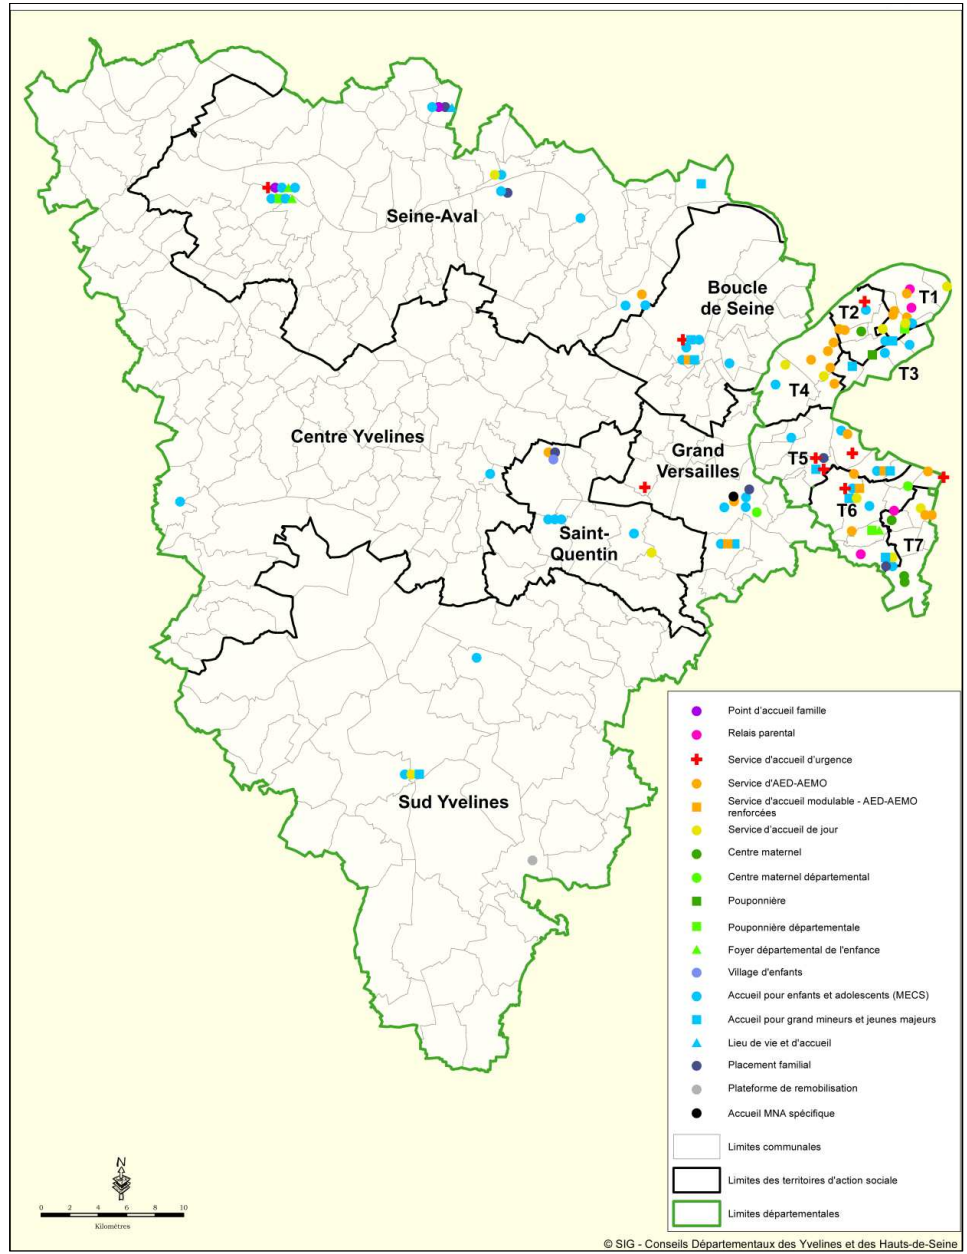 Seine-Aval
Boucle
de Seine
T1
T2
T3
T4
Centre Yvelines
Grand
Versailles
T5
T6
Saint-
Quentin
T7
Sud Yvelines
Point d'accueil famille
Relais parental
Service d'accueil d'urgence
Service d'AED-AEMO
Service d'accueil modulable - AED-AEMO
renforcées
Service d'accueil de jour
Centre maternel
Centre maternel départemental
Pouponnière
Pouponnière départementale
Foyer départemental de l'enfance
Village d'enfants
Accueil pour enfants et adolescents (MECS)
Accueil pour grand mineurs et jeunes majeurs
Lieu de vie et d'accueil
Placement familial
Plateforme de remobilisation
Accueil MNA spécifique
Limites communales
Limites des territoires d'action sociale
Limites départementales
N
0 2 4 6 8 10
Kilométres
© SIG - Conseils Départementaux des Yvelines et des Hauts-de-Seine